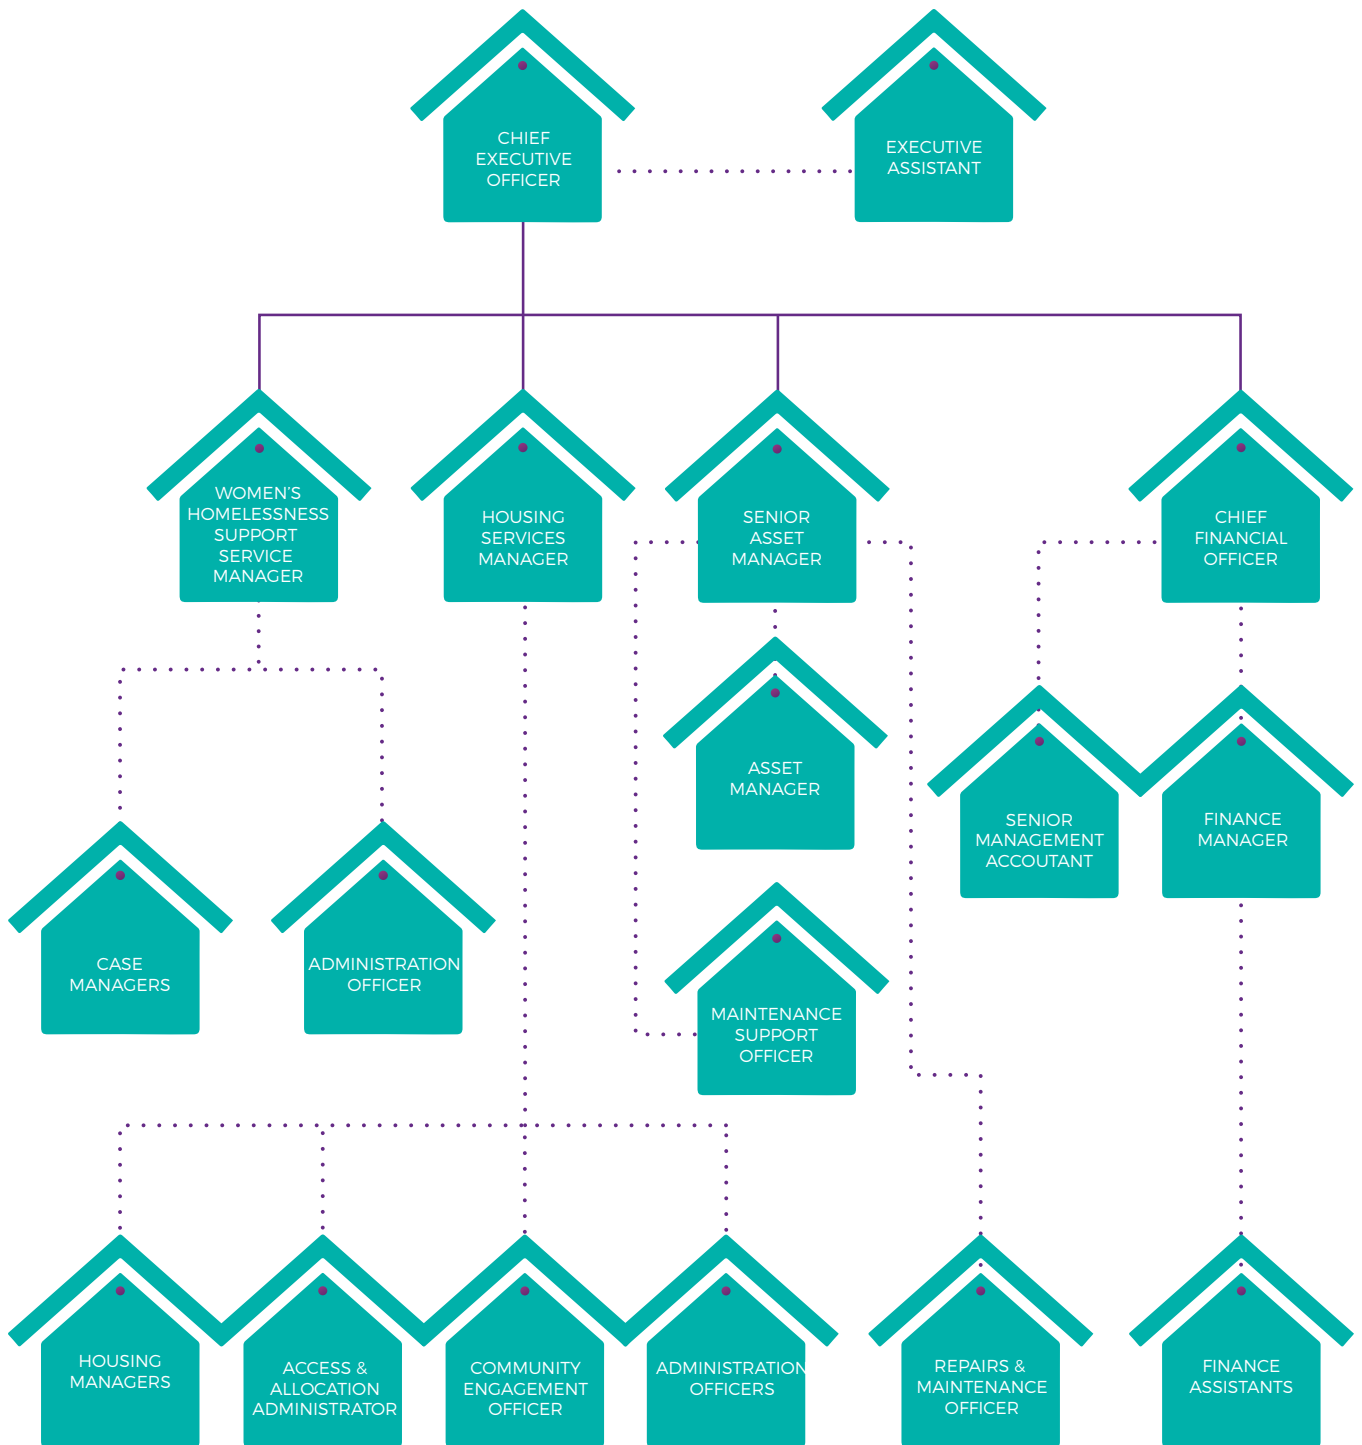 CHIEF
EXECUTIVE
OFFICER
EXECUTIVE
ASSISTANT
WOMEN'S
HOMELESSNESS
SUPPORT
SERVICE
MANAGER
HOUSING
SERVICES
MANAGER
SENIOR
ASSET
MANAGER
CHIEF
FINANCIAL
OFFICER
ASSET
MANAGER
SENIOR
MANAGEMENT
ACCOUTANT
FINANCE
MANAGER
CASE
MANAGERS
ADMINISTRATION
OFFICER
MAINTENANCE
SUPPORT
OFFICER
HOUSING
MANAGERS
ACCESS &
ALLOCATION
ADMINISTRATOR
COMMUNITY
ENGAGEMENT
OFFICER
ADMINISTRATION
OFFICERS
REPAIRS &
MAINTENANCE
OFFICER
FINANCE
ASSISTANTS